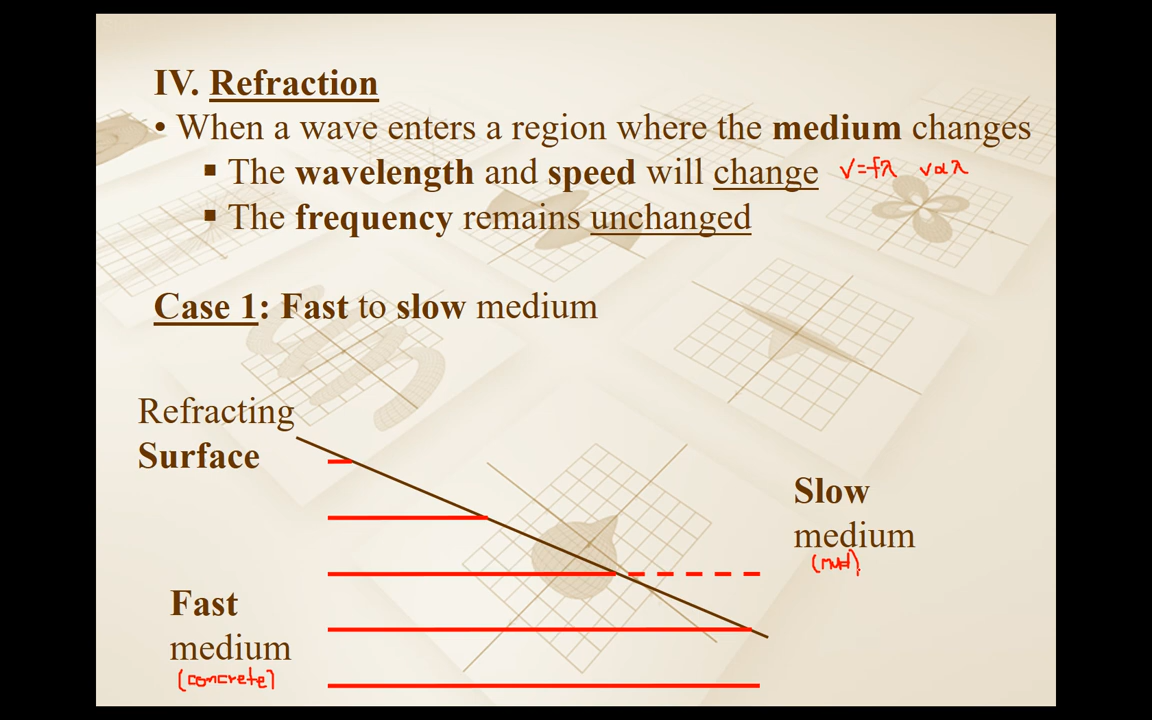 IV. Refraction
• When a wave enters a region where the medium changes
▪ The wavelength and speed will change v=fλ v∝λ
▪ The frequency remains unchanged
Case 1: Fast to slow medium
Refracting
Surface
Slow
medium
(mud)
Fast
medium
(concrete)